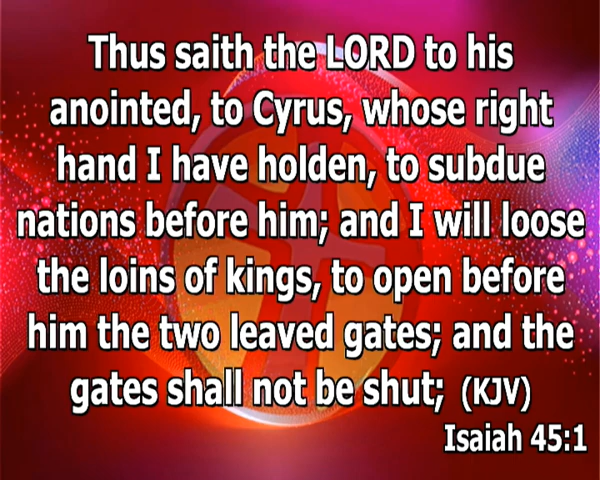 Thus saith the LORD to his
anointed, to Cyrus, whose right
hand I have holden, to subdue
nations before him; and I will loose
the loins of kings, to open before
him the two leaved gates; and the
gates shall not be shut; (KJV)
Isaiah 45:1